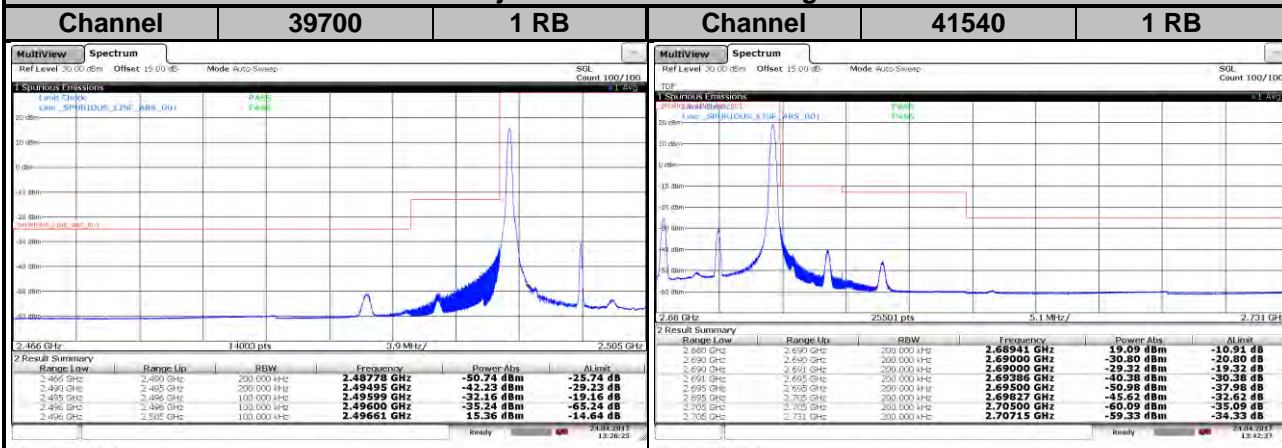 Channel 39700 1 RB Channel 41540 1 RB
MultiView Spectrum
Ref Level 30.00 dBm Offset 15.00 dB Mode Auto Sweep SGL
Count 100/100
1 Spurious Emissions 1 Avg
Limit Check PASS
Line _SPURIOUS_LINE_ABS_001 PASS
20 dBm
10 dBm
0 dBm
-10 dBm
-20 dBm
_SPURIOUS_LINE_ABS_001
-30 dBm
-40 dBm
-50 dBm
-60 dBm
2.466 GHz 14003 pts 3.9 MHz/ 2.505 GHz
2 Result Summary
Range Low Range Up RBW Frequency Power Abs ΔLimit
2.466 GHz 2.490 GHz 200.000 kHz 2.48778 GHz -50.74 dBm -25.74 dB
2.490 GHz 2.495 GHz 200.000 kHz 2.49495 GHz -42.23 dBm -29.23 dB
2.495 GHz 2.496 GHz 100.000 kHz 2.49599 GHz -32.16 dBm -19.16 dB
2.496 GHz 2.496 GHz 100.000 kHz 2.49600 GHz -35.24 dBm -65.24 dB
2.496 GHz 2.505 GHz 100.000 kHz 2.49661 GHz 15.36 dBm -14.64 dB
Ready 24.04.2017
13:26:25
MultiView Spectrum
Ref Level 30.00 dBm Offset 15.00 dB Mode Auto Sweep SGL
Count 100/100
TDF
1 Spurious Emissions 1 Avg
PASS
Line _SPURIOUS_LINE_ABS_001 PASS
20 dBm
10 dBm
0 dBm
-10 dBm
-20 dBm
-30 dBm
-40 dBm
-50 dBm
-60 dBm
2.68 GHz 25501 pts 5.1 MHz/ 2.731 GHz
2 Result Summary
Range Low Range Up RBW Frequency Power Abs ΔLimit
2.680 GHz 2.690 GHz 200.000 kHz 2.68941 GHz 19.09 dBm -10.91 dB
2.690 GHz 2.690 GHz 200.000 kHz 2.69000 GHz -30.80 dBm -20.80 dB
2.690 GHz 2.691 GHz 200.000 kHz 2.69000 GHz -29.32 dBm -19.32 dB
2.691 GHz 2.695 GHz 200.000 kHz 2.69386 GHz -40.38 dBm -30.38 dB
2.695 GHz 2.695 GHz 200.000 kHz 2.69500 GHz -50.98 dBm -37.98 dB
2.695 GHz 2.705 GHz 200.000 kHz 2.69827 GHz -45.62 dBm -32.62 dB
2.705 GHz 2.705 GHz 200.000 kHz 2.70500 GHz -60.09 dBm -35.09 dB
2.705 GHz 2.731 GHz 200.000 kHz 2.70715 GHz -59.33 dBm -34.33 dB
Ready 24.04.2017
13:42:37